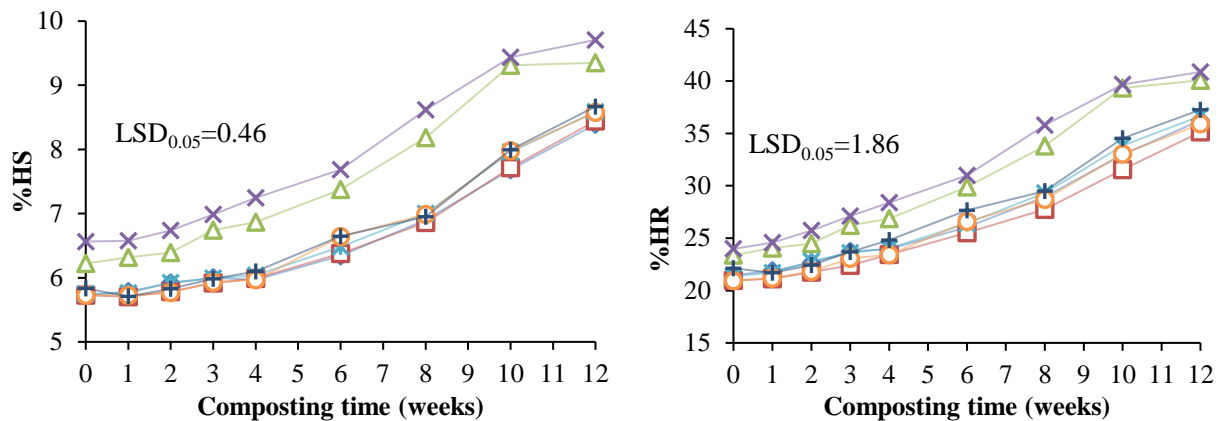 10
9
8
7
6
5
%HS
LSD0.05=0.46
0 1 2 3 4 5 6 7 8 9 10 11 12
Composting time (weeks)
45
40
35
30
25
20
15
%HR
LSD0.05=1.86
0 1 2 3 4 5 6 7 8 9 10 11 12
Composting time (weeks)